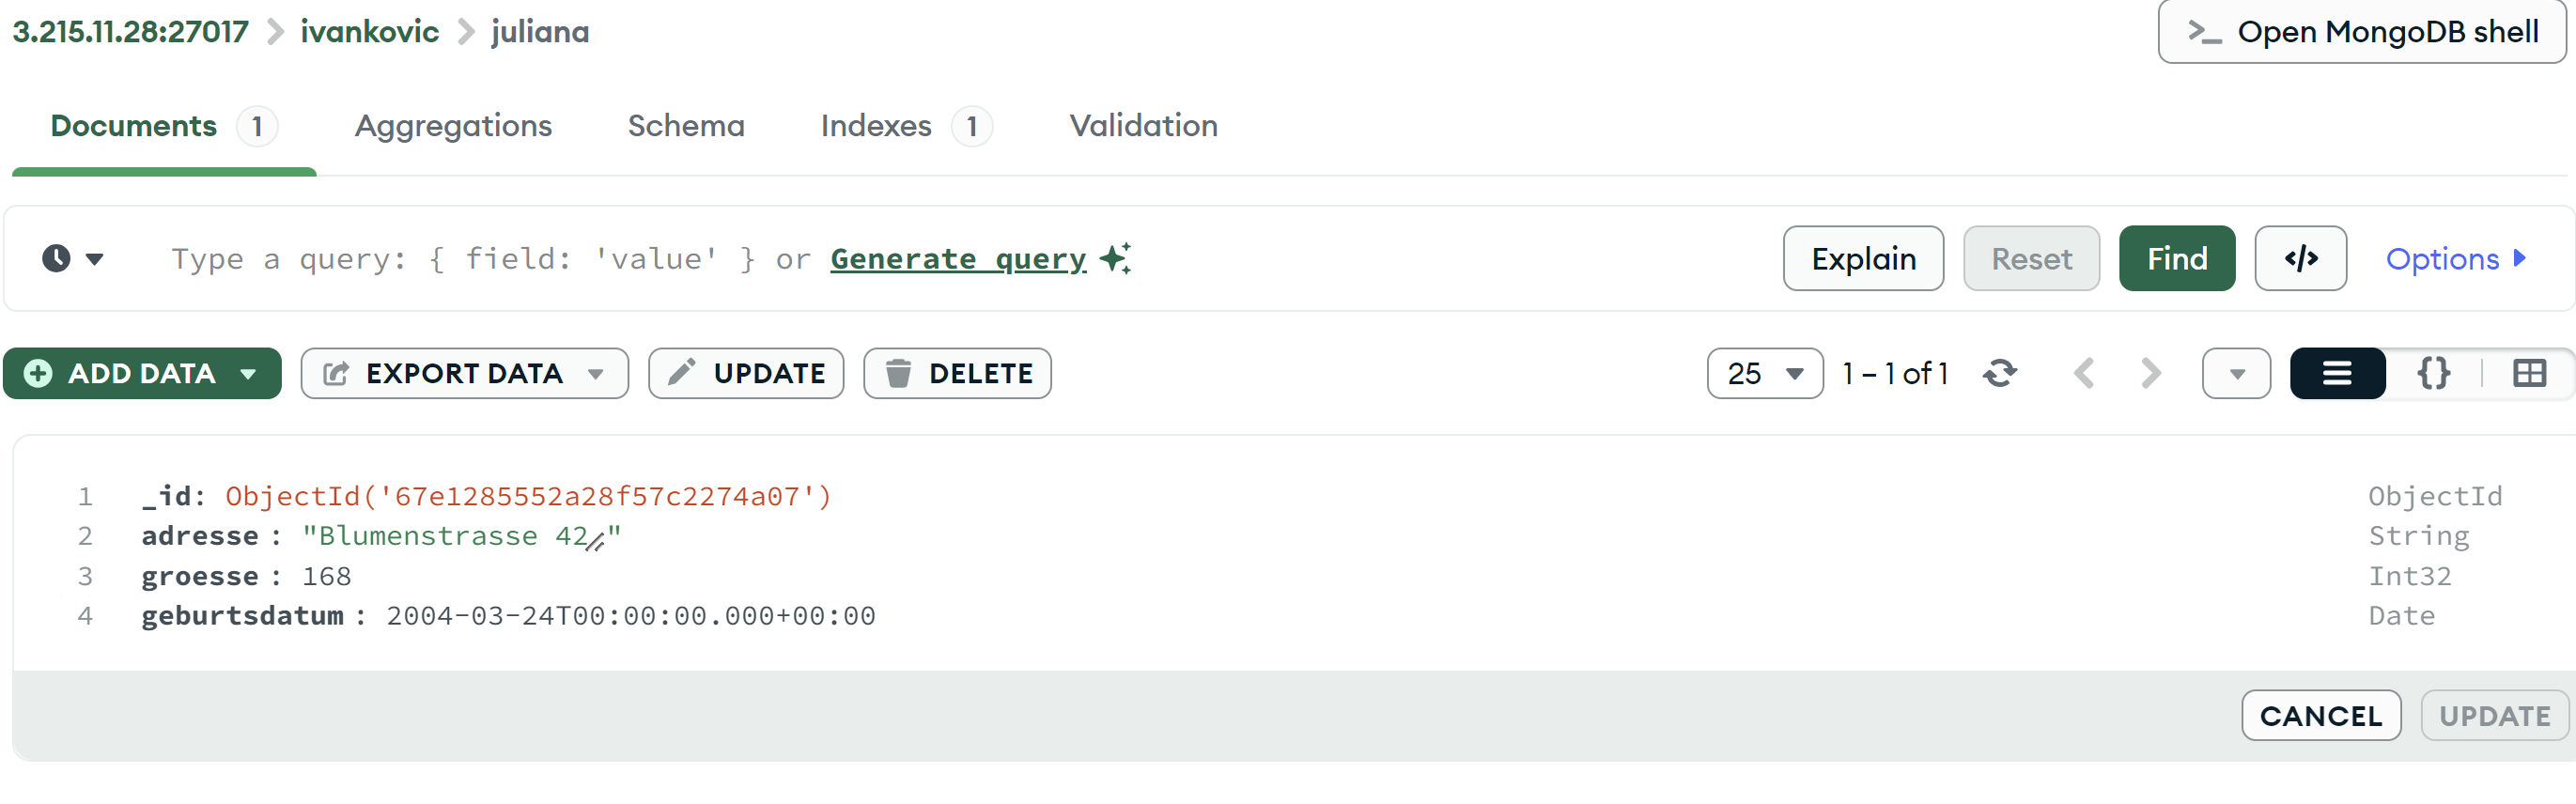 3.215.11.28:27017 > ivankovic > juliana
>_ Open MongoDB shell
Documents 1 Aggregations Schema Indexes 1 Validation
Type a query: { field: 'value' } or Generate query
Explain Reset Find </> Options
ADD DATA EXPORT DATA UPDATE DELETE
25 1 – 1 of 1 {}
1 _id: ObjectId('67e1285552a28f57c2274a07') ObjectId
2 adresse : "Blumenstrasse 42" String
3 groesse : 168 Int32
4 geburtsdatum : 2004-03-24T00:00:00.000+00:00 Date
CANCEL UPDATE